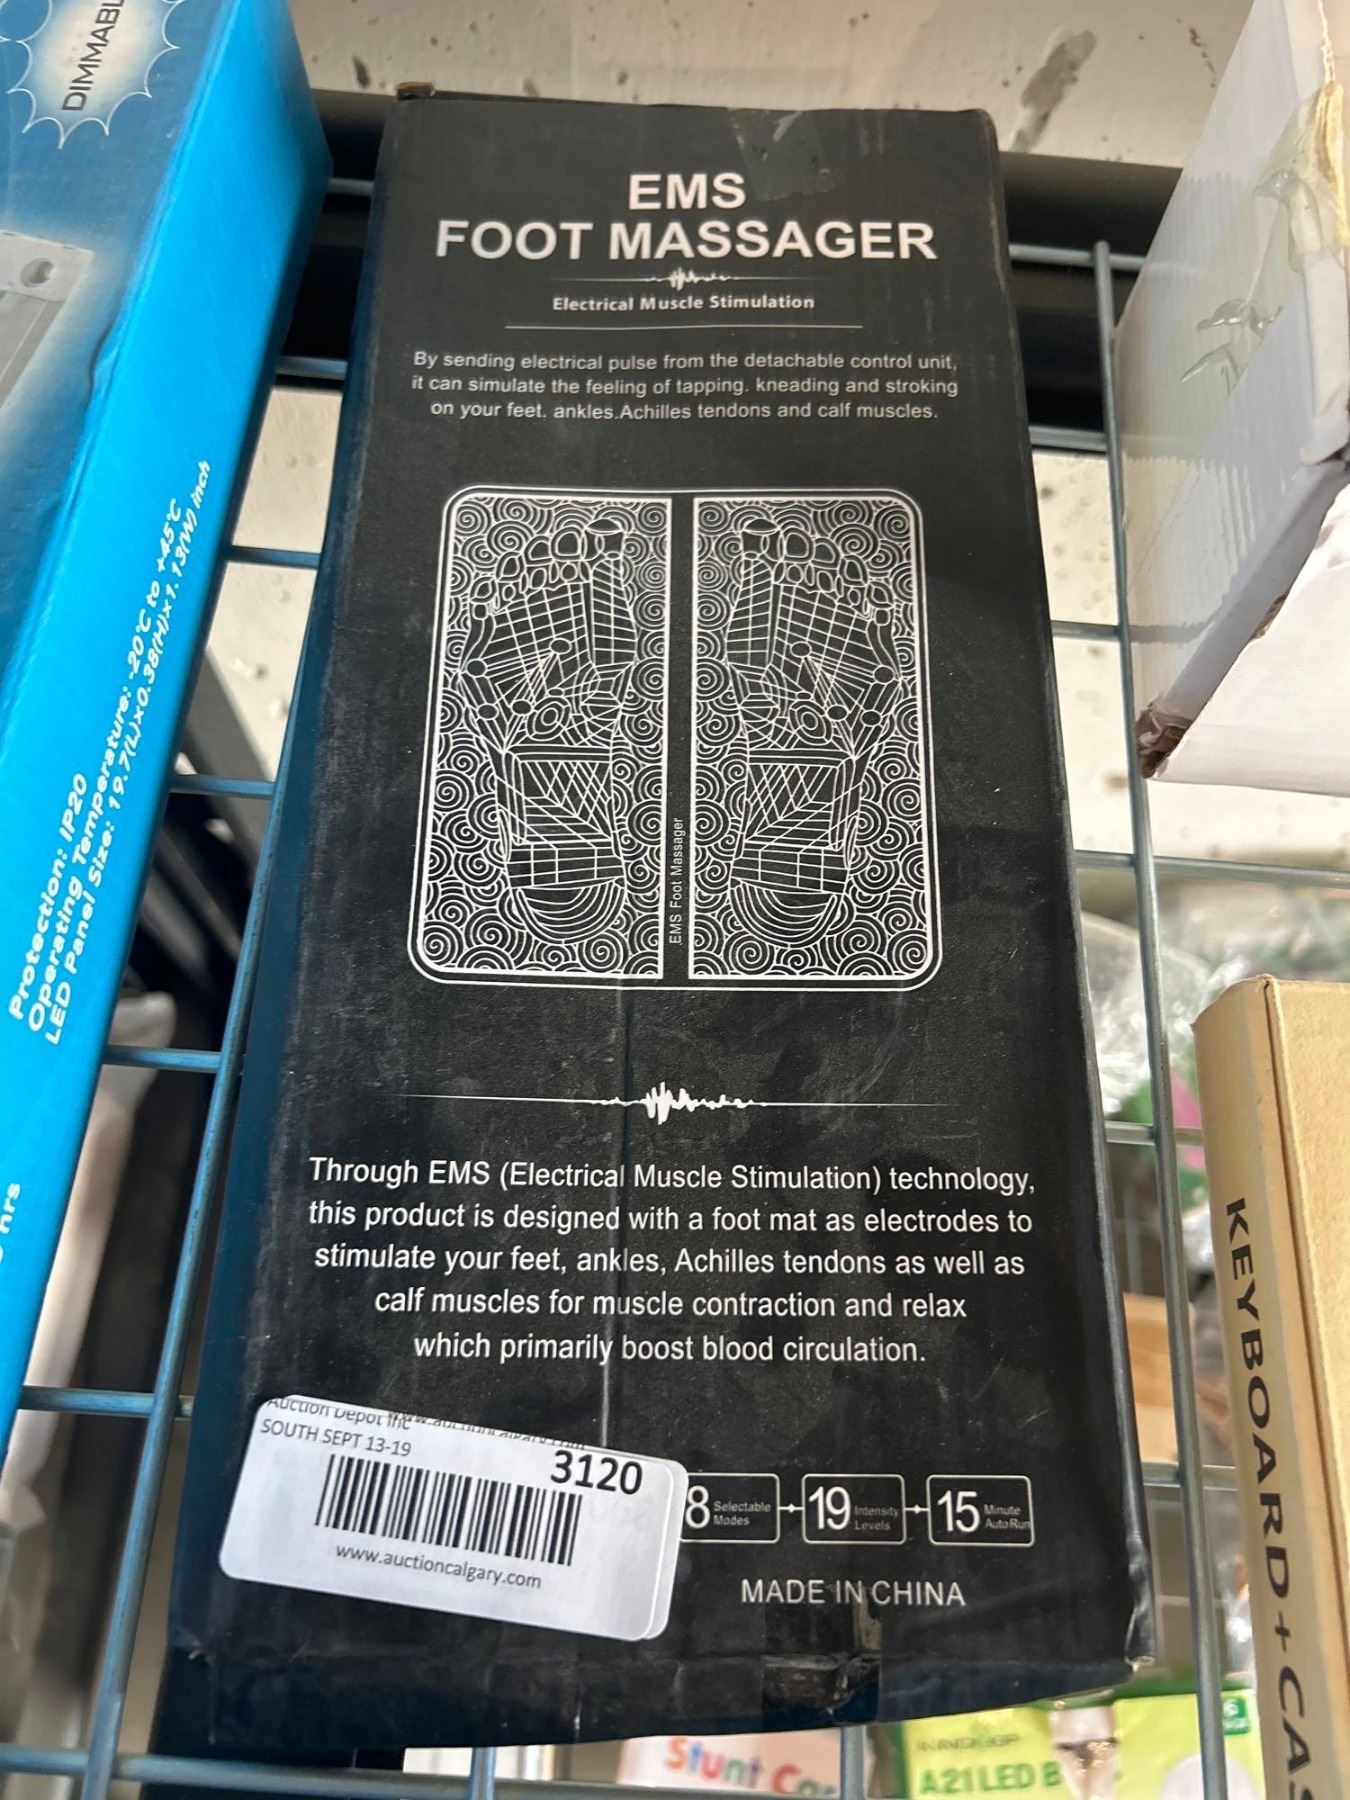 DIMMABL
Protection: IP20
Operating Temperature: -20°C to +45°C
LED Panel Size: 19.7(L)x0.38(H)x1.13(W) inch
hrs
EMS
FOOT MASSAGER
Electrical Muscle Stimulation
By sending electrical pulse from the detachable control unit,
it can simulate the feeling of tapping. kneading and stroking
on your feet. ankles.Achilles tendons and calf muscles.
EMS Foot Massager
Through EMS (Electrical Muscle Stimulation) technology,
this product is designed with a foot mat as electrodes to
stimulate your feet, ankles, Achilles tendons as well as
calf muscles for muscle contraction and relax
which primarily boost blood circulation.
Auction Depot Inc
SOUTH SEPT 13-19
3120
www.auctioncalgary.com
8 Selectable Modes
19 Intensity Levels
15 Minute Auto Run
MADE IN CHINA
KEYBOARD+CAS
Stunt Ca
A21 LED B